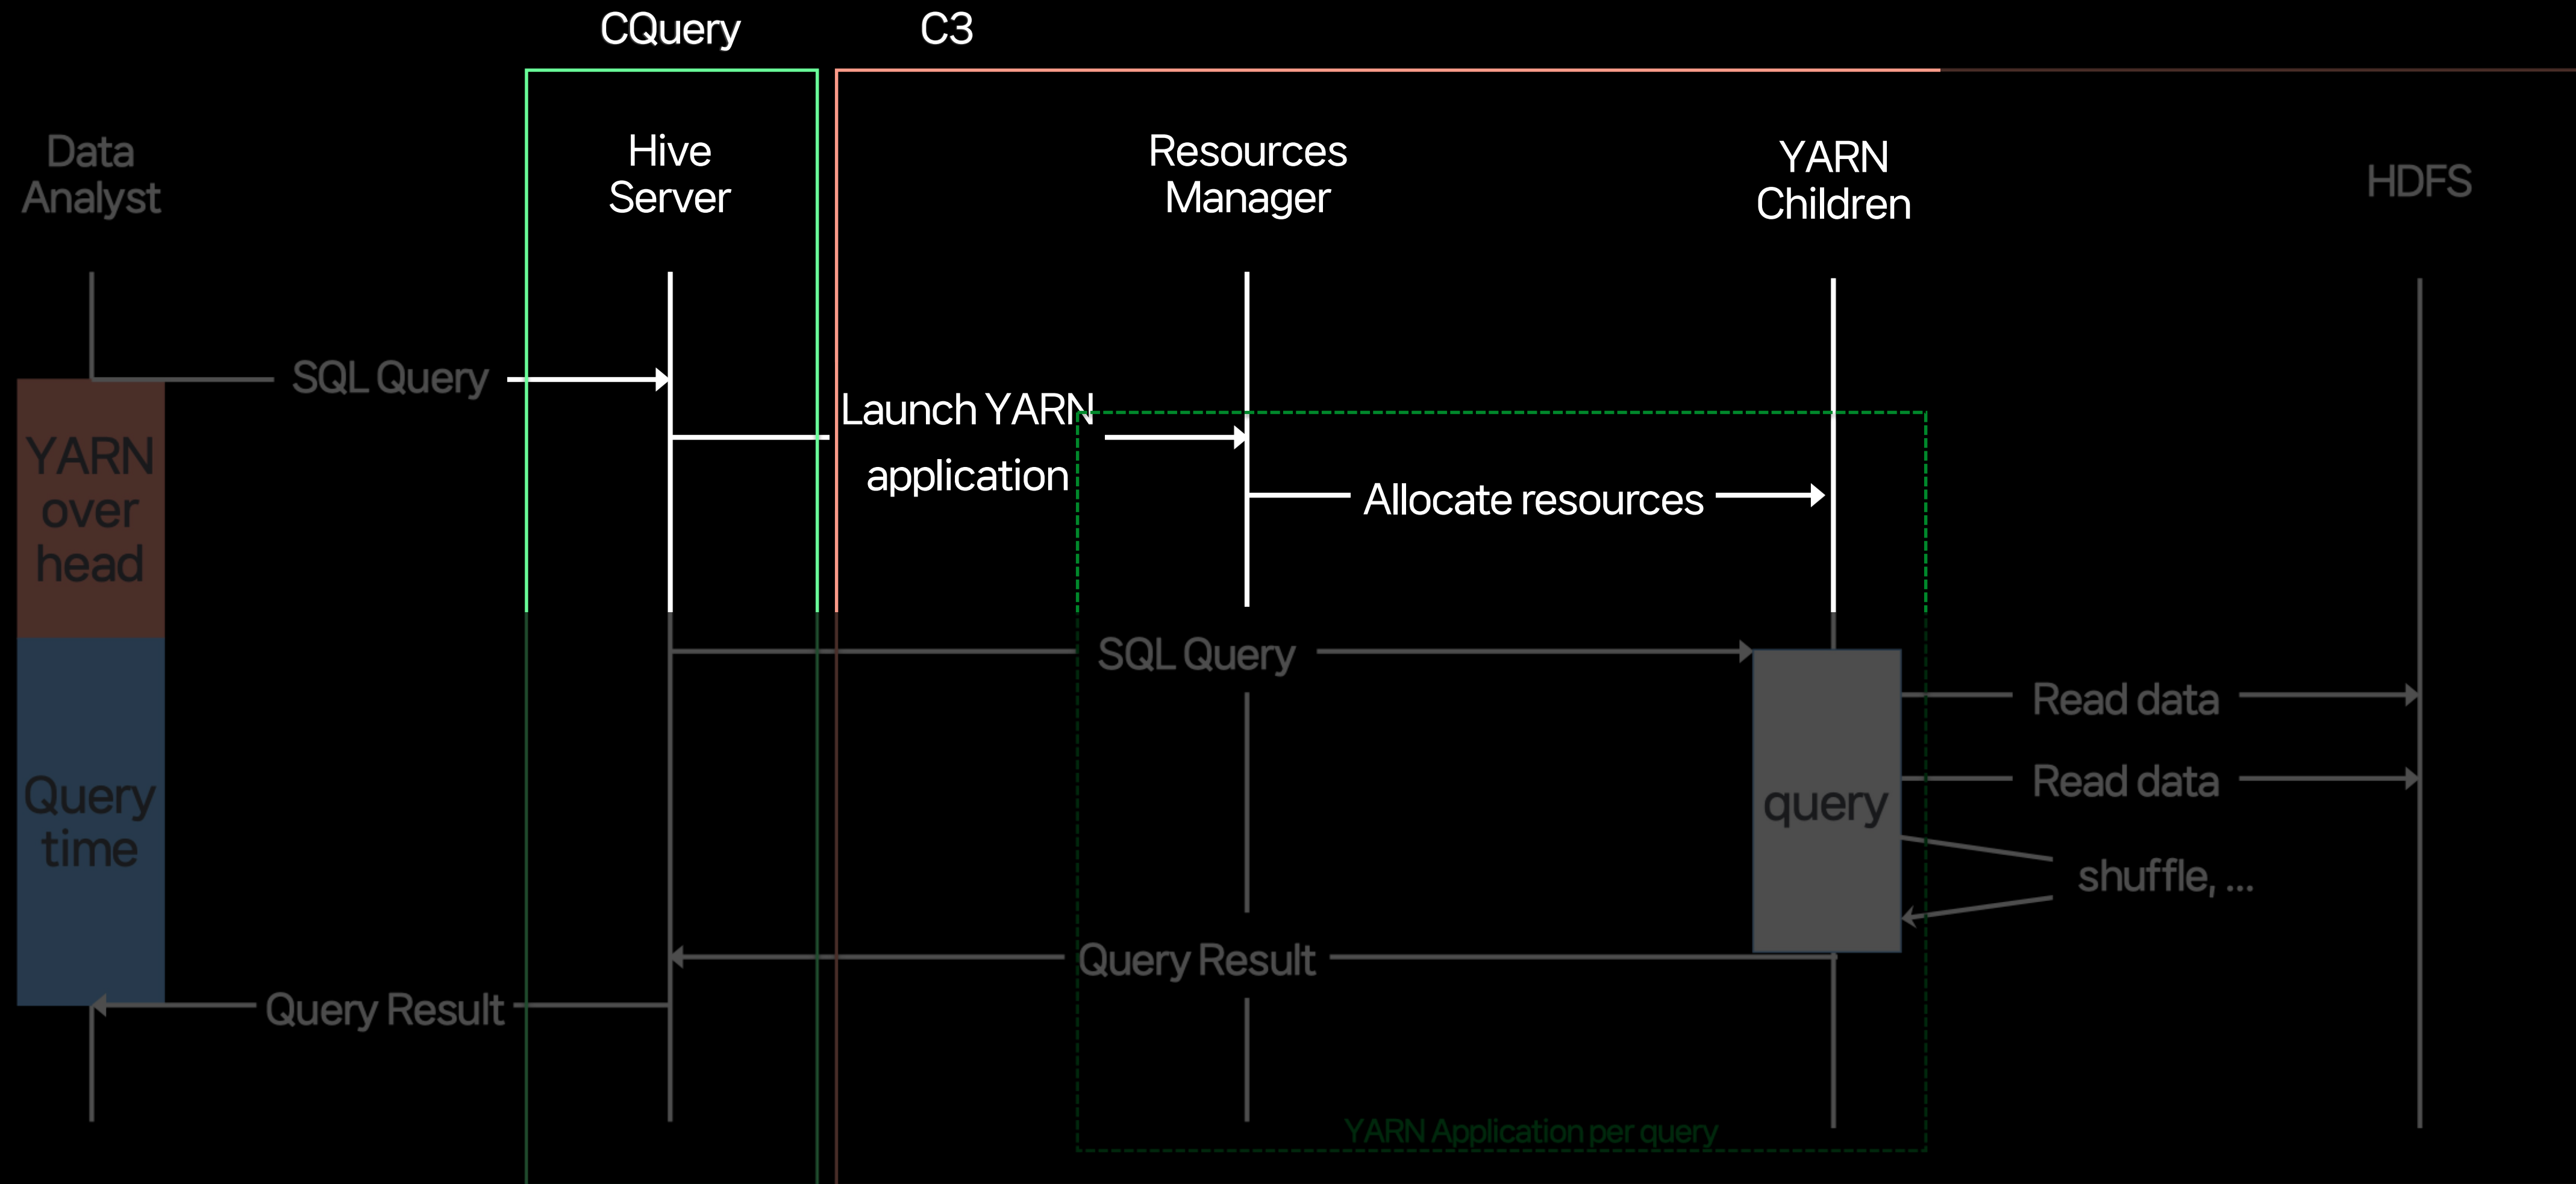 CQuery
C3
Data
Analyst
Hive
Server
Resources
Manager
YARN
Children
HDFS
SQL Query
Launch YARN
application
Allocate resources
YARN
over
head
SQL Query
Read data
Read data
query
Query
time
shuffle, ...
Query Result
Query Result
YARN Application per query